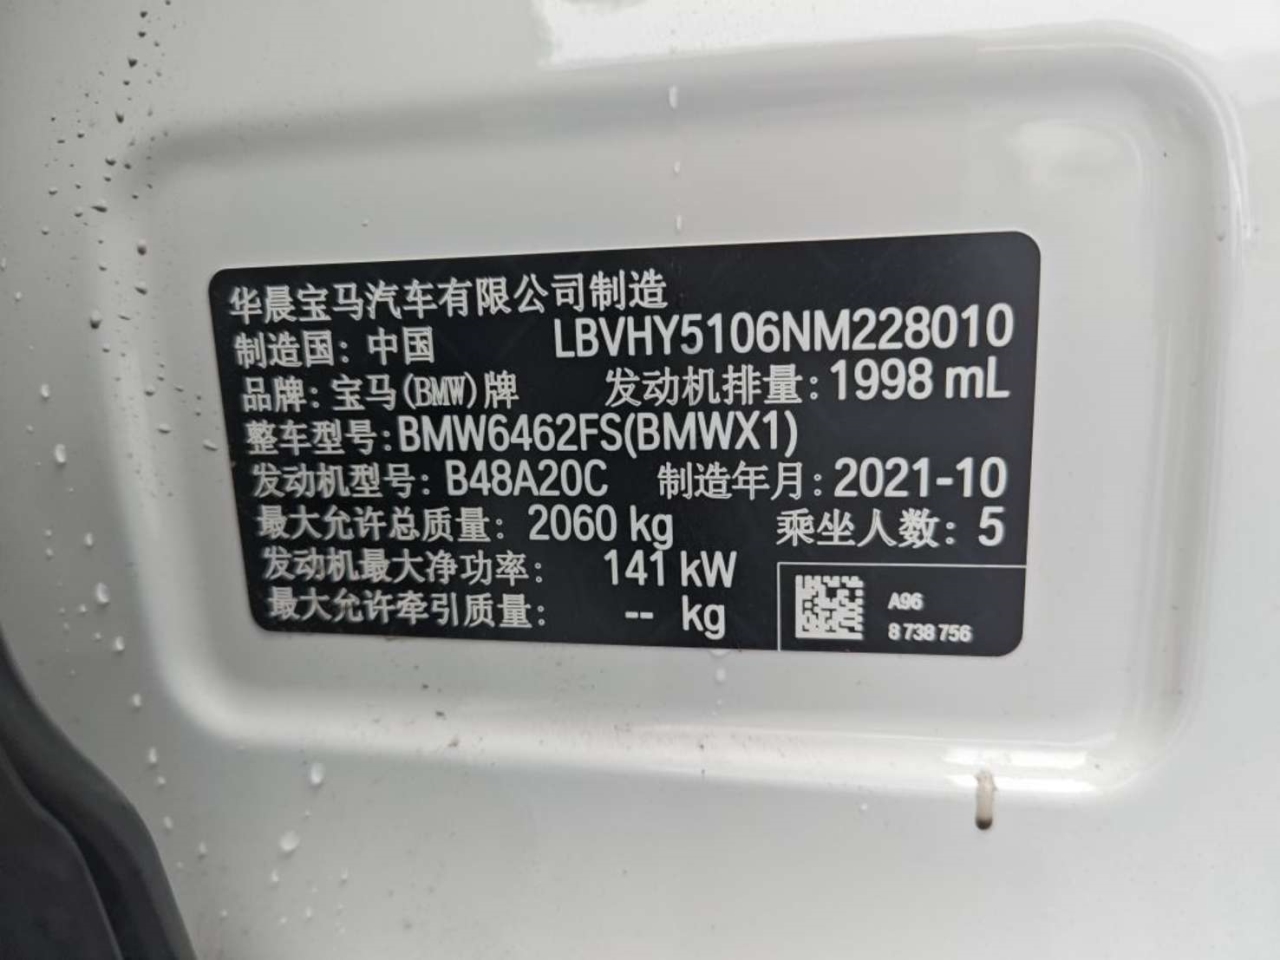 华晨宝马汽车有限公司制造
制造国: 中国 LBVHY5106NM228010
品牌: 宝马(BMW)牌 发动机排量: 1998 mL
整车型号: BMW6462FS(BMWX1)
发动机型号: B48A20C 制造年月: 2021-10
最大允许总质量: 2060 kg 乘坐人数: 5
发动机最大净功率: 141 kW
最大允许牵引质量: -- kg
A96
8 738 756